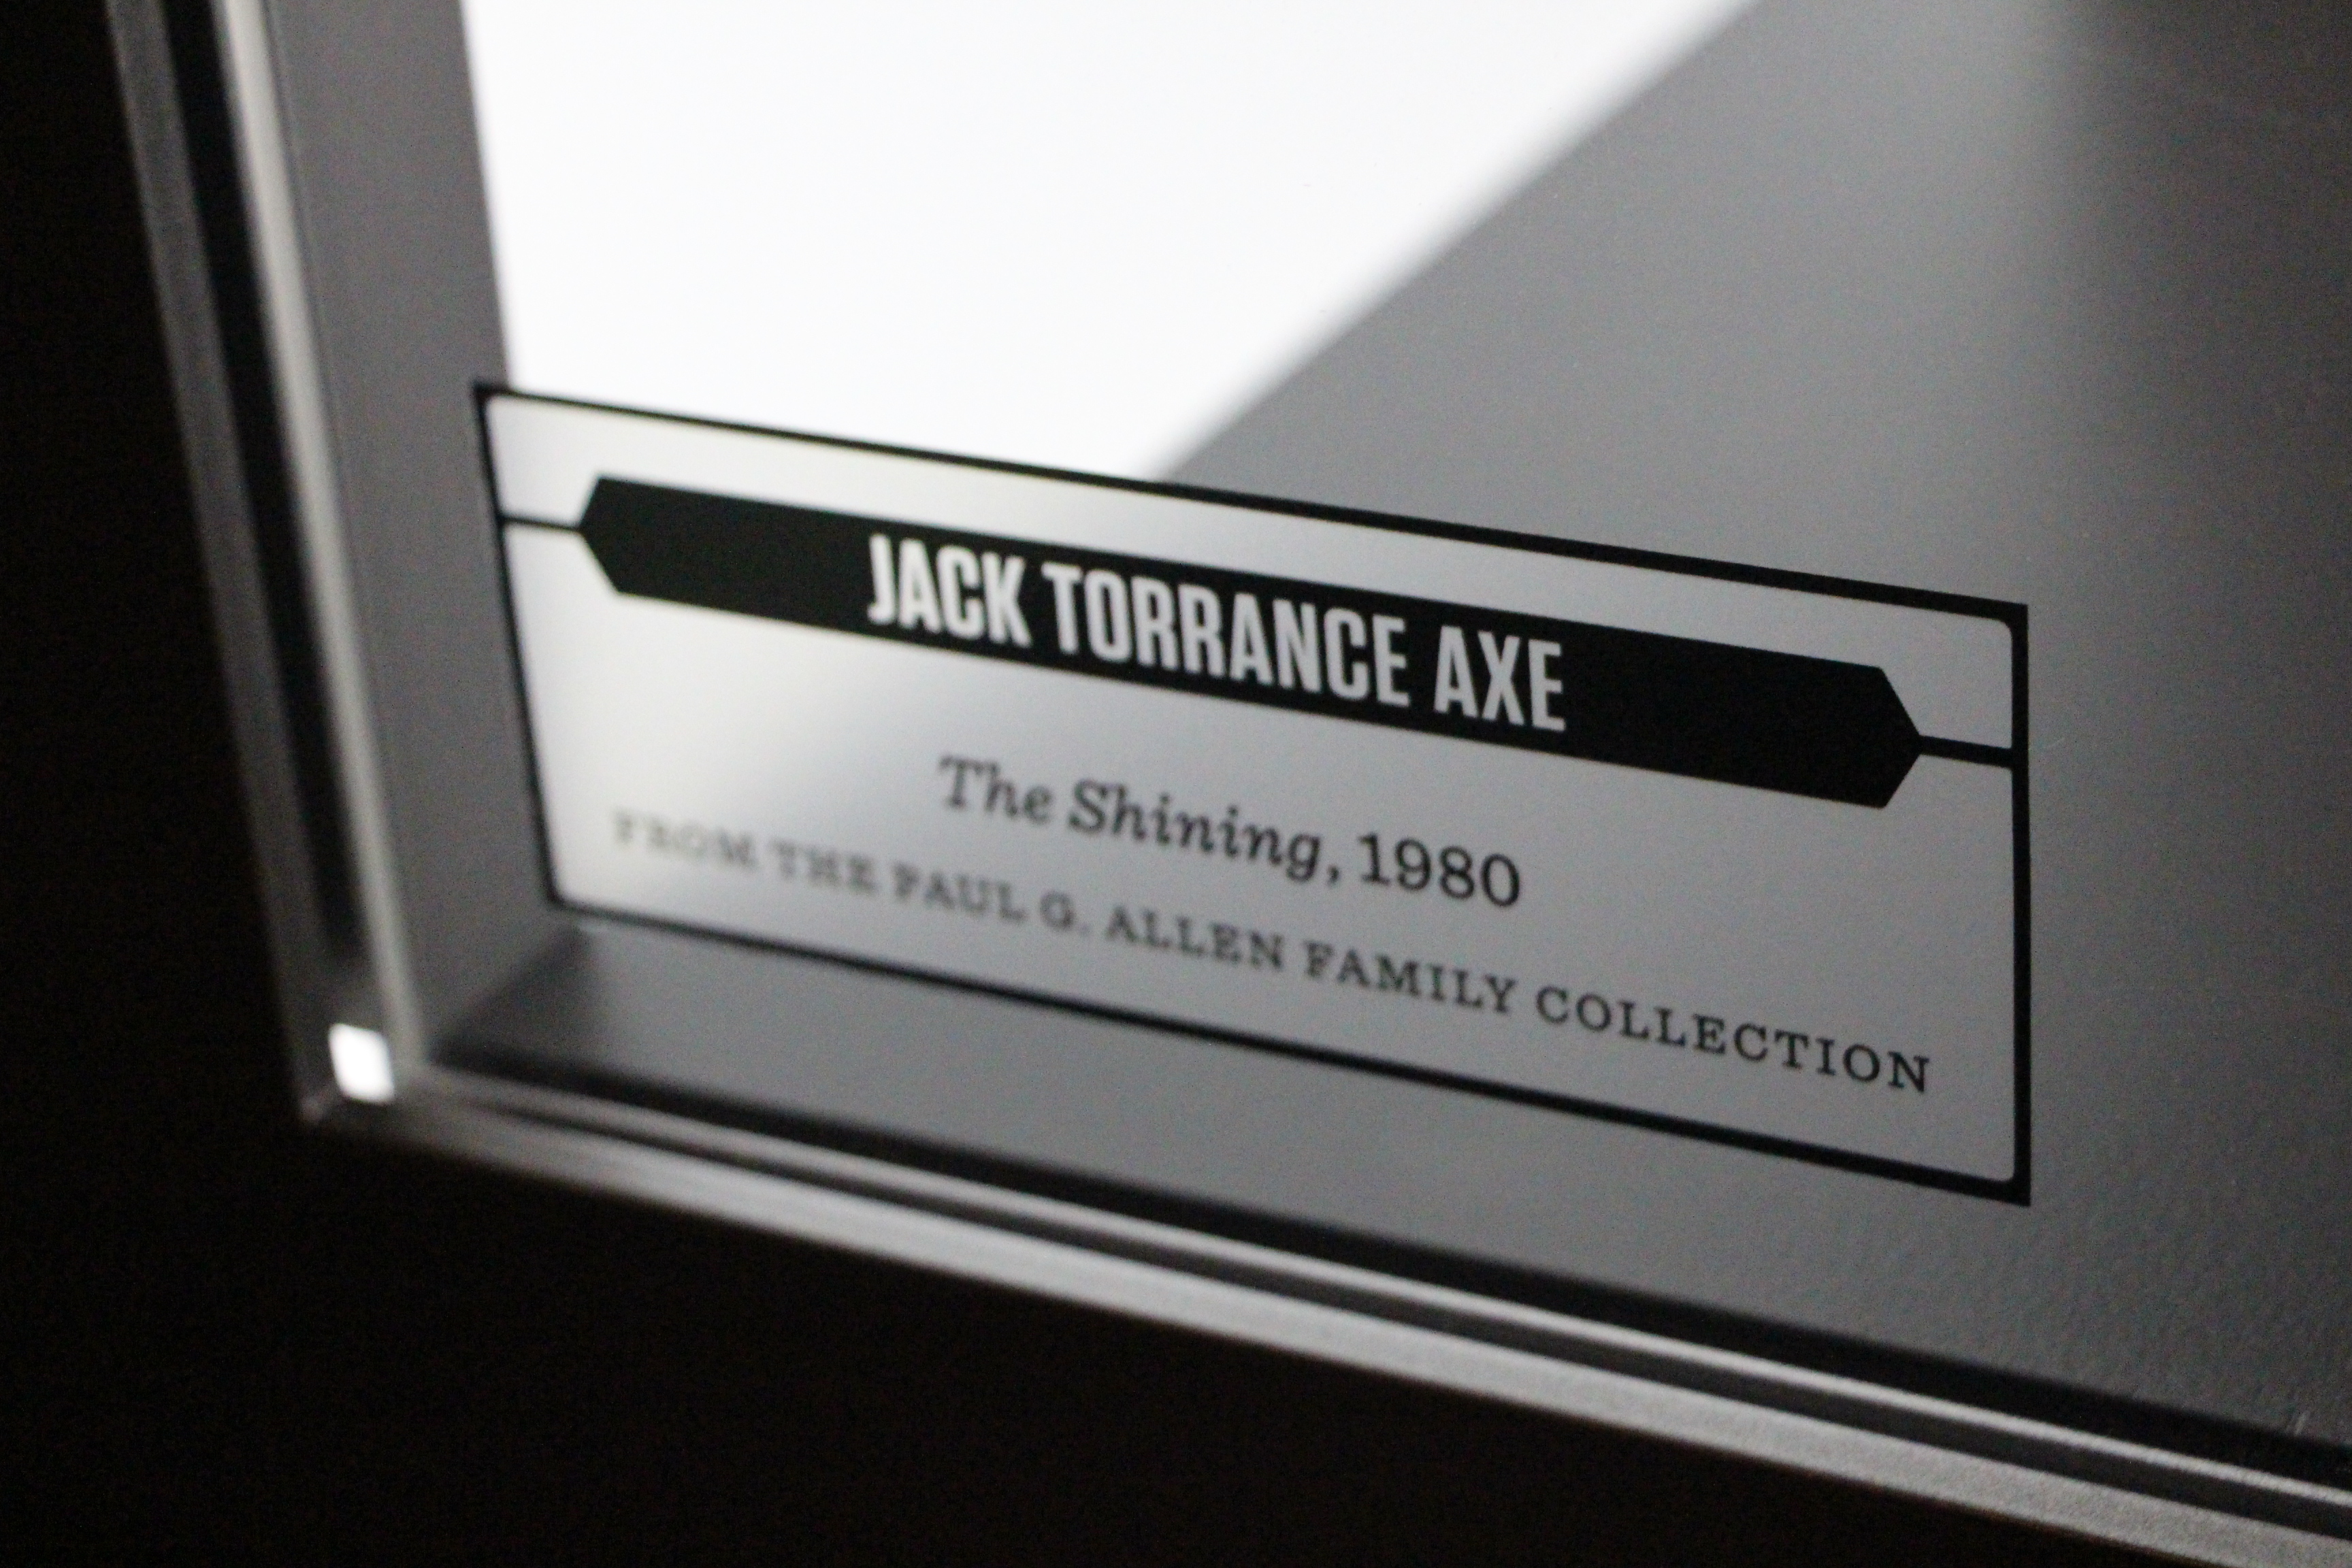 JACK TORRANCE AXE
The Shining, 1980
FROM THE PAUL G. ALLEN FAMILY COLLECTION